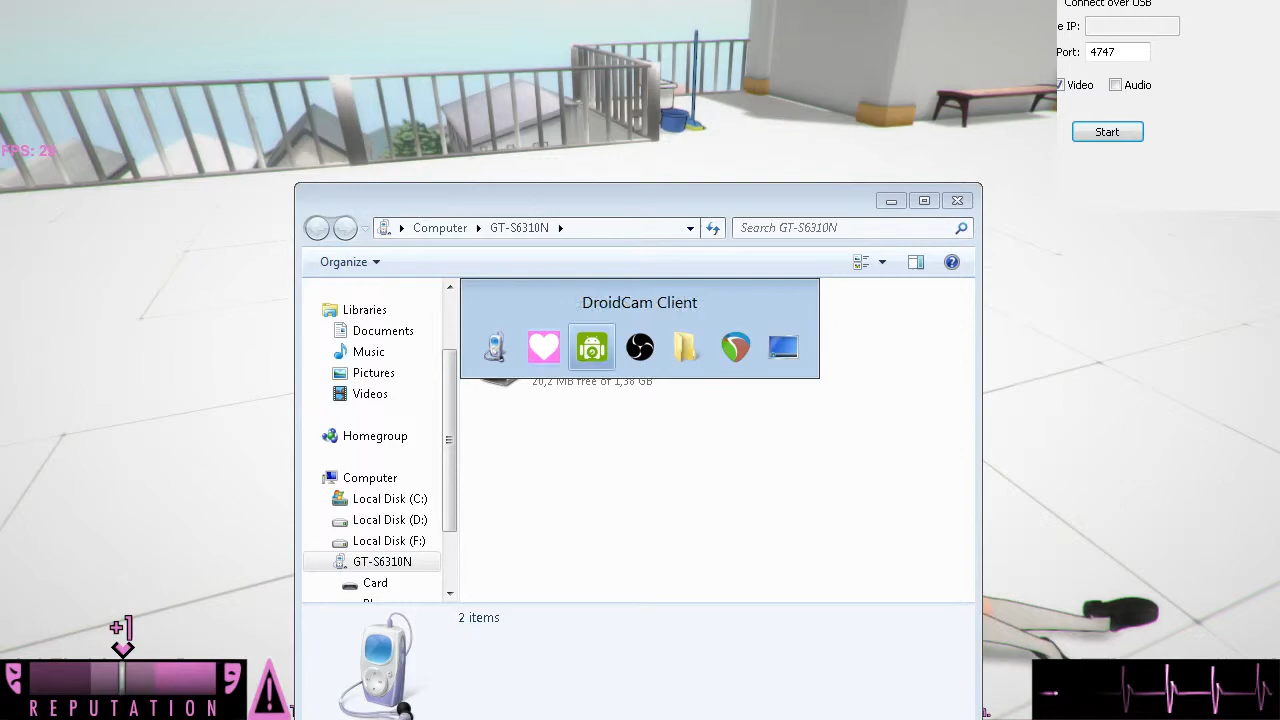 Connect over USB
e IP:
Port: 4747
Video Audio
Start
FPS: 28
Computer GT-S6310N
Search GT-S6310N
Organize
DroidCam Client
20,2 MB free of 1,38 GB
Libraries
Documents
Music
Pictures
Videos
Homegroup
Computer
Local Disk (C:)
Local Disk (D:)
Local Disk (F:)
GT-S6310N
Card
2 items
+1
REPUTATION